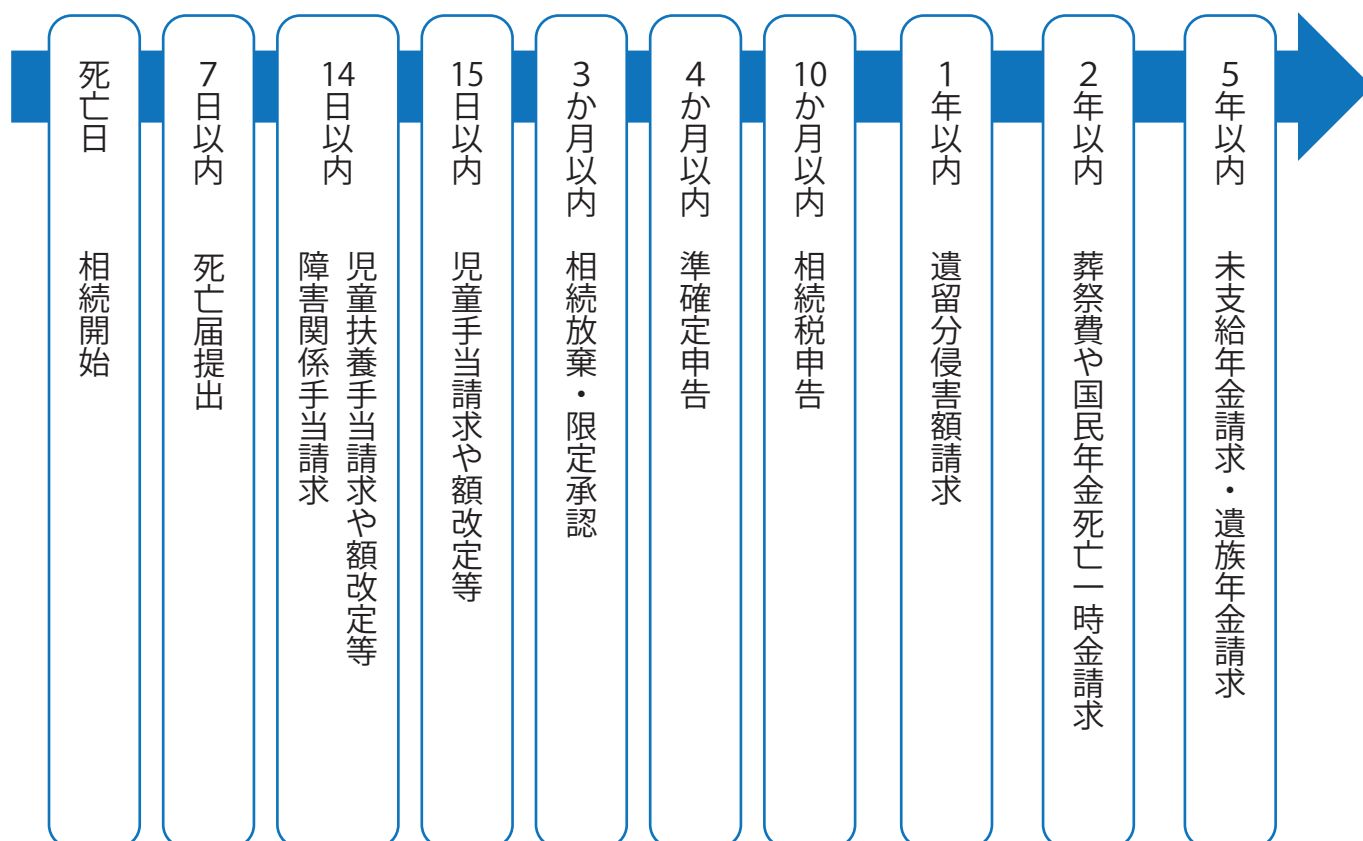 死亡日
相続開始
7日以内
死亡届提出
14日以内
児童扶養手当請求や額改定等
障害関係手当請求
15日以内
児童手当請求や額改定等
3か月以内
相続放棄・限定承認
4か月以内
準確定申告
10か月以内
相続税申告
1年以内
遺留分侵害額請求
2年以内
葬祭費や国民年金死亡一時金請求
5年以内
未支給年金請求・遺族年金請求